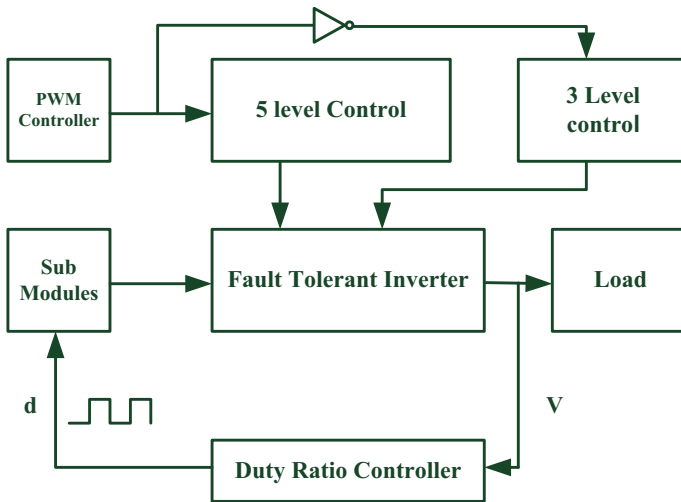 PWM
Controller
5 level Control
3 Level
control
Sub
Modules
Fault Tolerant Inverter
Load
d
V
Duty Ratio Controller